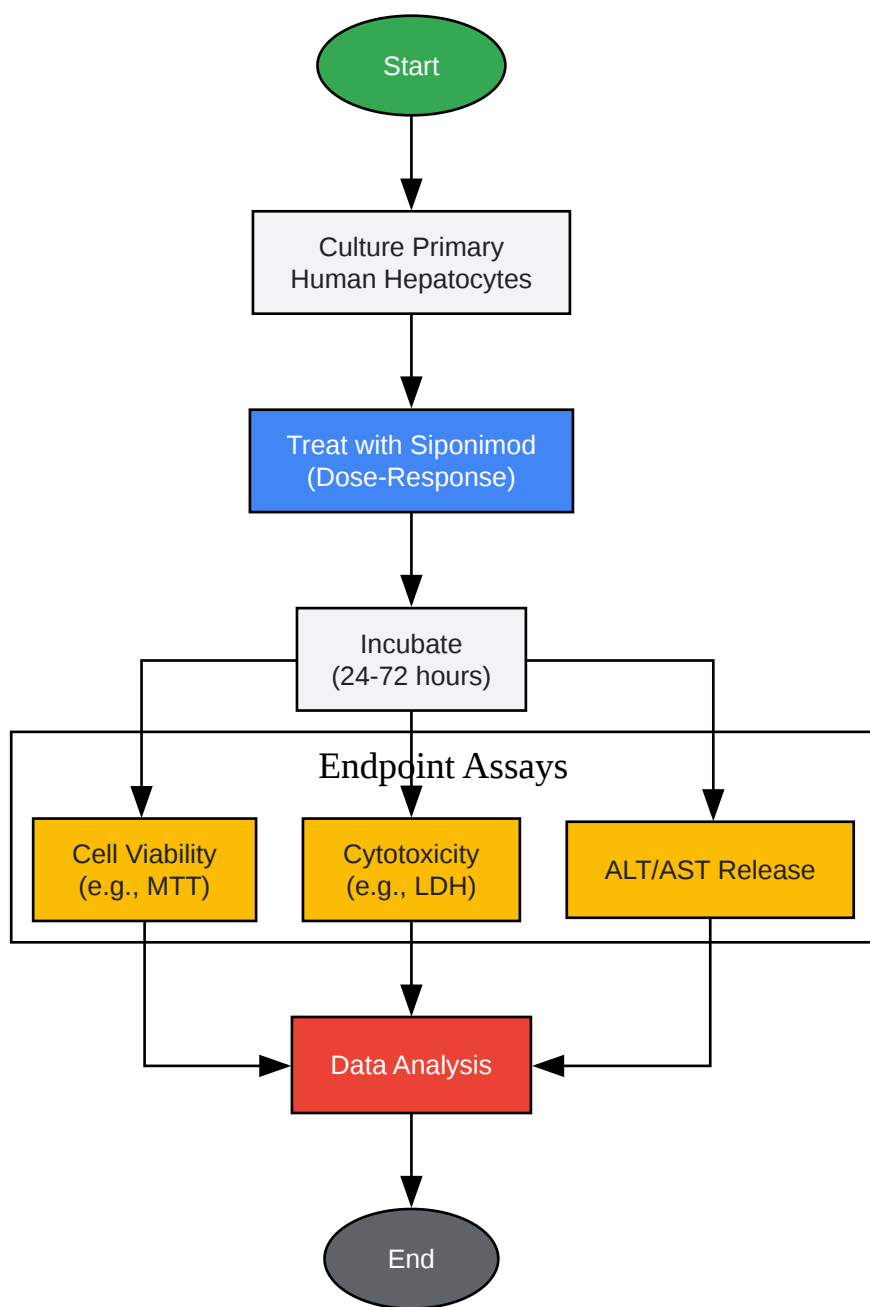 Start
Culture Primary
Human Hepatocytes
Treat with Siponimod
(Dose-Response)
Incubate
(24-72 hours)
Endpoint Assays
Cell Viability
(e.g., MTT)
Cytotoxicity
(e.g., LDH)
ALT/AST Release
Data Analysis
End